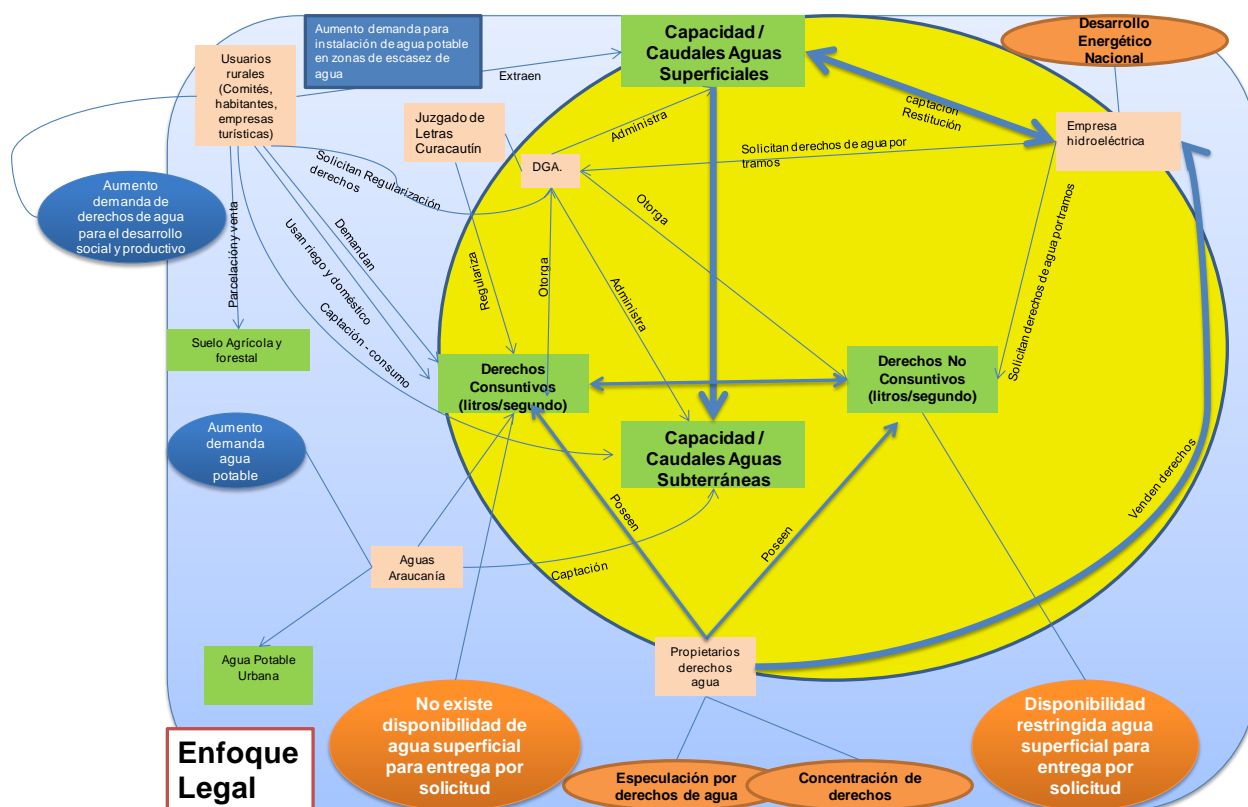 Aumento demanda para
instalación de agua potable
en zonas de escasez de
agua
Capacidad /
Caudales Aguas
Superficiales
Desarrollo
Energético
Nacional
Usuarios
rurales
(Comités,
habitantes,
empresas
turísticas)
Extraen
Juzgado de
Letras
Curacautín
Administra
captación
Restitución
Empresa
hidroeléctrica
Solicitan derechos de agua por
tramos
DGA.
Solicitan Regularización
derechos
Aumento
demanda de
derechos de agua
para el desarrollo
social y productivo
Otorga
Demandan
Usan riego y doméstico
Parcelación y venta
Regulariza
Otorga
Administra
Solicitan derechos de agua por tramos
Captación - consumo
Suelo Agrícola y
forestal
Derechos
Consuntivos
(litros/segundo)
Derechos No
Consuntivos
(litros/segundo)
Aumento
demanda
agua
potable
Capacidad /
Caudales Aguas
Subterráneas
Venden derechos
Poseen
Poseen
Aguas
Araucanía
Captación
Agua Potable
Urbana
Propietarios
derechos
agua
No existe
disponibilidad de
agua superficial
para entrega por
solicitud
Disponibilidad
restringida agua
superficial para
entrega por
solicitud
Enfoque
Legal
Especulación por
derechos de agua
Concentración de
derechos